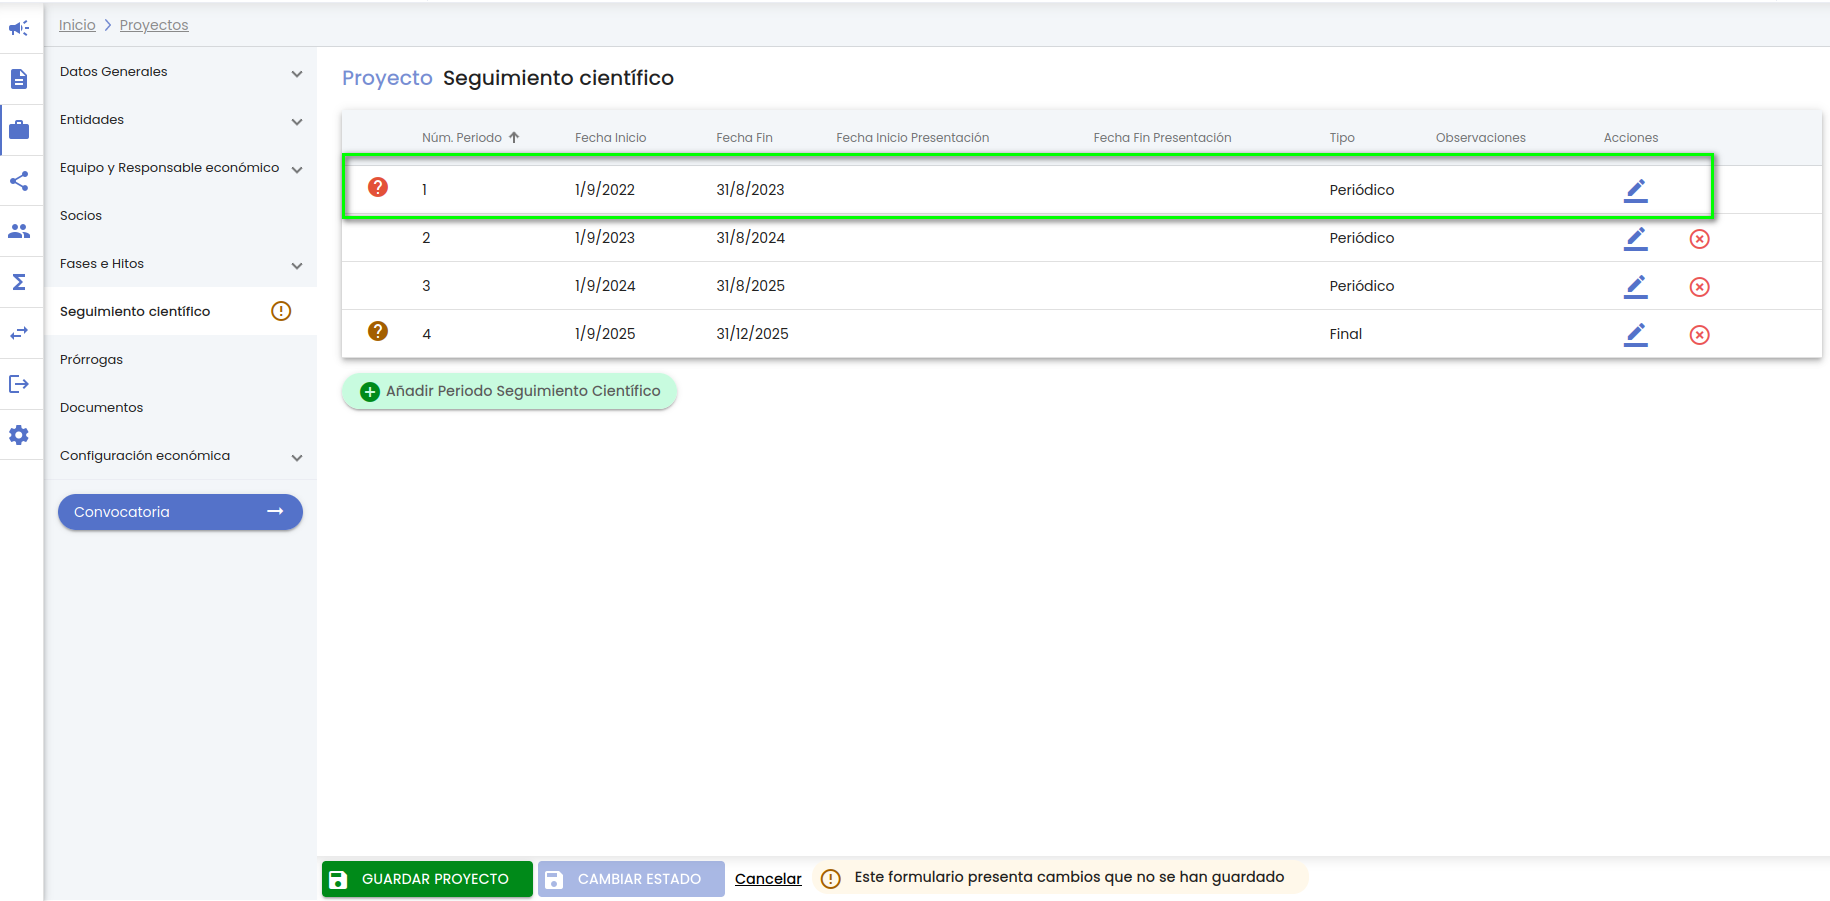 Inicio > Proyectos
Datos Generales
Entidades
Equipo y Responsable económico
Socios
Fases e Hitos
Seguimiento científico
Prórrogas
Documentos
Configuración económica
Convocatoria
Proyecto Seguimiento científico
Núm. Periodo Fecha Inicio Fecha Fin Fecha Inicio Presentación Fecha Fin Presentación Tipo Observaciones Acciones
1 1/9/2022 31/8/2023 Periódico
2 1/9/2023 31/8/2024 Periódico
3 1/9/2024 31/8/2025 Periódico
4 1/9/2025 31/12/2025 Final
Añadir Periodo Seguimiento Científico
GUARDAR PROYECTO CAMBIAR ESTADO Cancelar Este formulario presenta cambios que no se han guardado